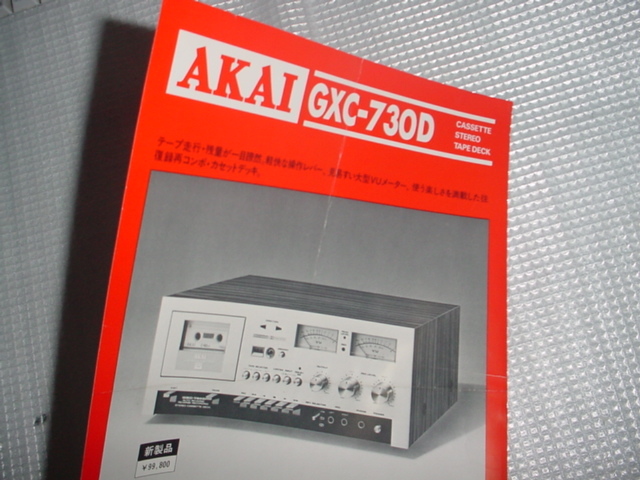 AKAI
GXC-730D
CASSETTE
STEREO
TAPE DECK
テープ走行・残量が一目瞭然、軽快な操作レバー、見易い大型VUメーター。使う楽しさを満載した往
復録再コンポ・カセットデッキ。
新製品
¥99,800